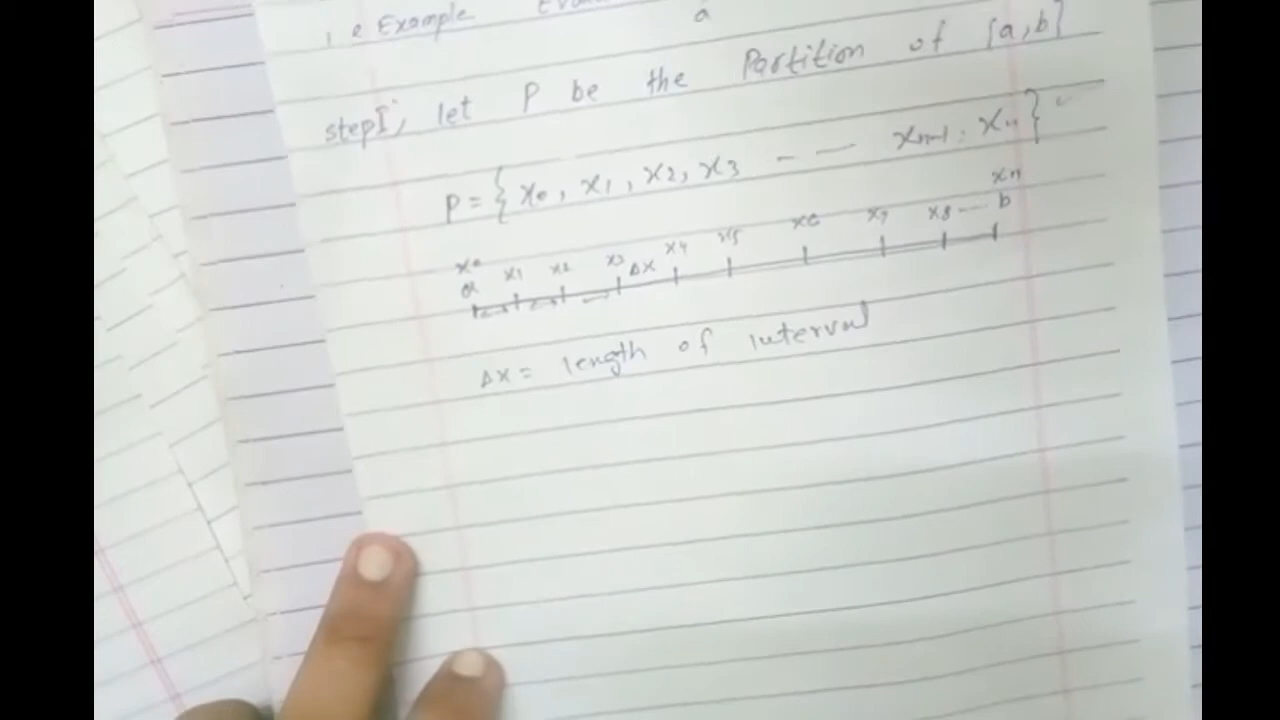 i e Example
a
step I, let P be the Partition of [a,b]
P = { x0, x1, x2, x3 - - xn-1, xn }
x0 x1 x2 x3 Δx x4 x5 x6 x7 x8 --- xn
a b
Δx = length of interval